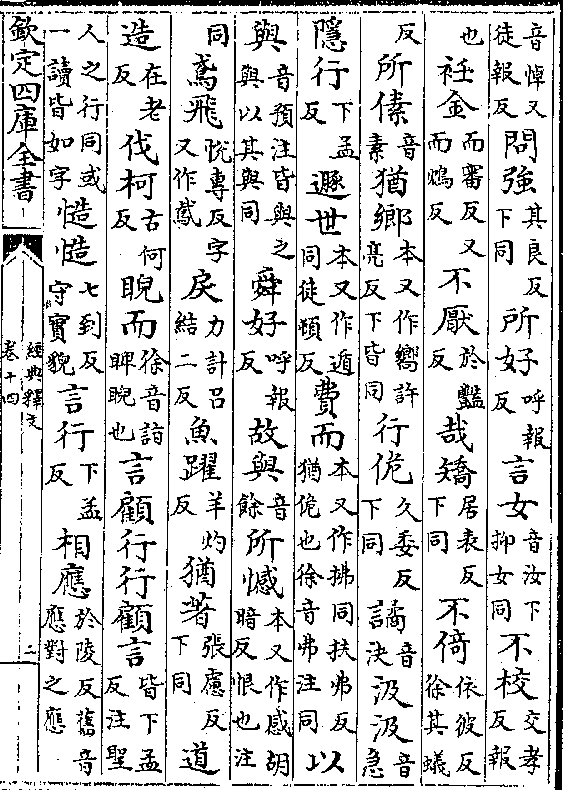 音悼又徒報反問強其良反下同所好呼報反言女音汝下抑女同不校交孝反報
也衽金而審反又而鴆反不厭於豔反哉矯居表反下同不倚依彼反徐其蟻
反所傃音素猶鄉本又作嚮許亮反下皆同行佹久委反下同譎音決汲汲音急
隱行下孟反遯世本又作遁同徒頓反費而本又作拂同扶弗反猶佹也徐音弗注同以
與音預注皆與之與以其與同舜好呼報反故與音餘所憾本又作感胡暗反恨也注
同鳶飛悅專反字又作䳒戾力計呂結二反魚躍羊灼反猶著張慮反下同道
造在老反伐柯古何反睨而徐音詣睥睨也言顧行行顧言皆下孟反注聖
人之行同或一讀皆如字慥慥七到反守實貌言行下孟反相應於陵反舊音應對之應
欽定四庫全書
經典釋文
卷十四
二